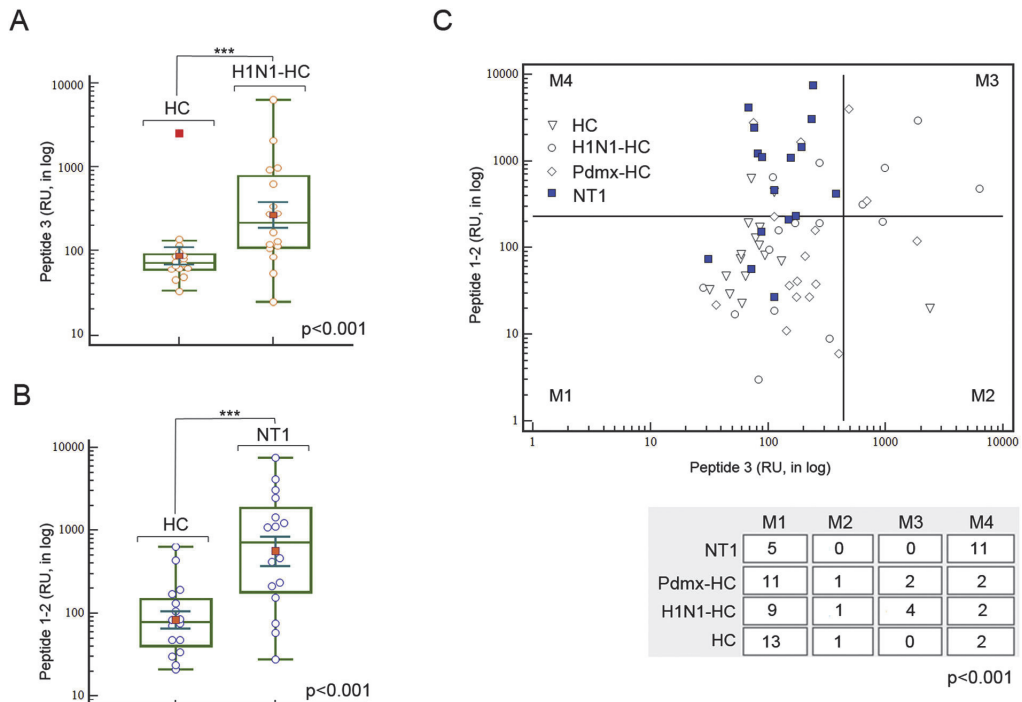 A
***
H1N1-HC
HC
10000
1000
100
10
Peptide 3 (RU, in log)
p<0.001
B
***
NT1
HC
10000
1000
100
10
Peptide 1-2 (RU, in log)
p<0.001
C
M4
M3
HC
H1N1-HC
Pdmx-HC
NT1
M1
M2
10000
1000
100
10
1
Peptide 1-2 (RU, in log)
1
10
100
1000
10000
Peptide 3 (RU, in log)
M1 M2 M3 M4
NT1 5 0 0 11
Pdmx-HC 11 1 2 2
H1N1-HC 9 1 4 2
HC 13 1 0 2
p<0.001